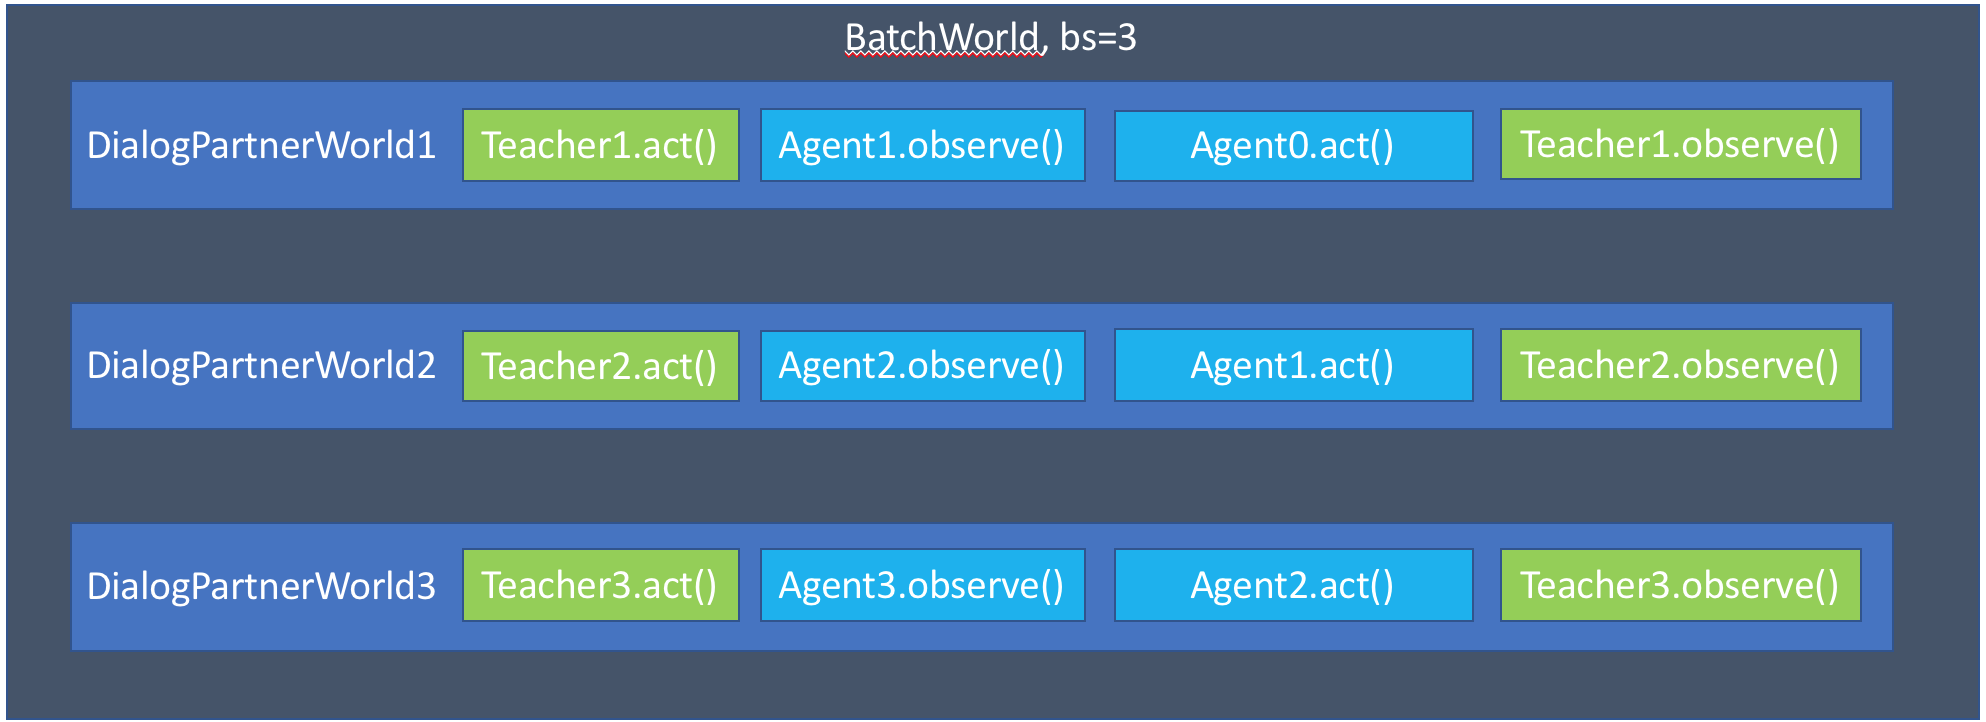 BatchWorld, bs=3
DialogPartnerWorld1 Teacher1.act() Agent1.observe() Agent0.act() Teacher1.observe()
DialogPartnerWorld2 Teacher2.act() Agent2.observe() Agent1.act() Teacher2.observe()
DialogPartnerWorld3 Teacher3.act() Agent3.observe() Agent2.act() Teacher3.observe()